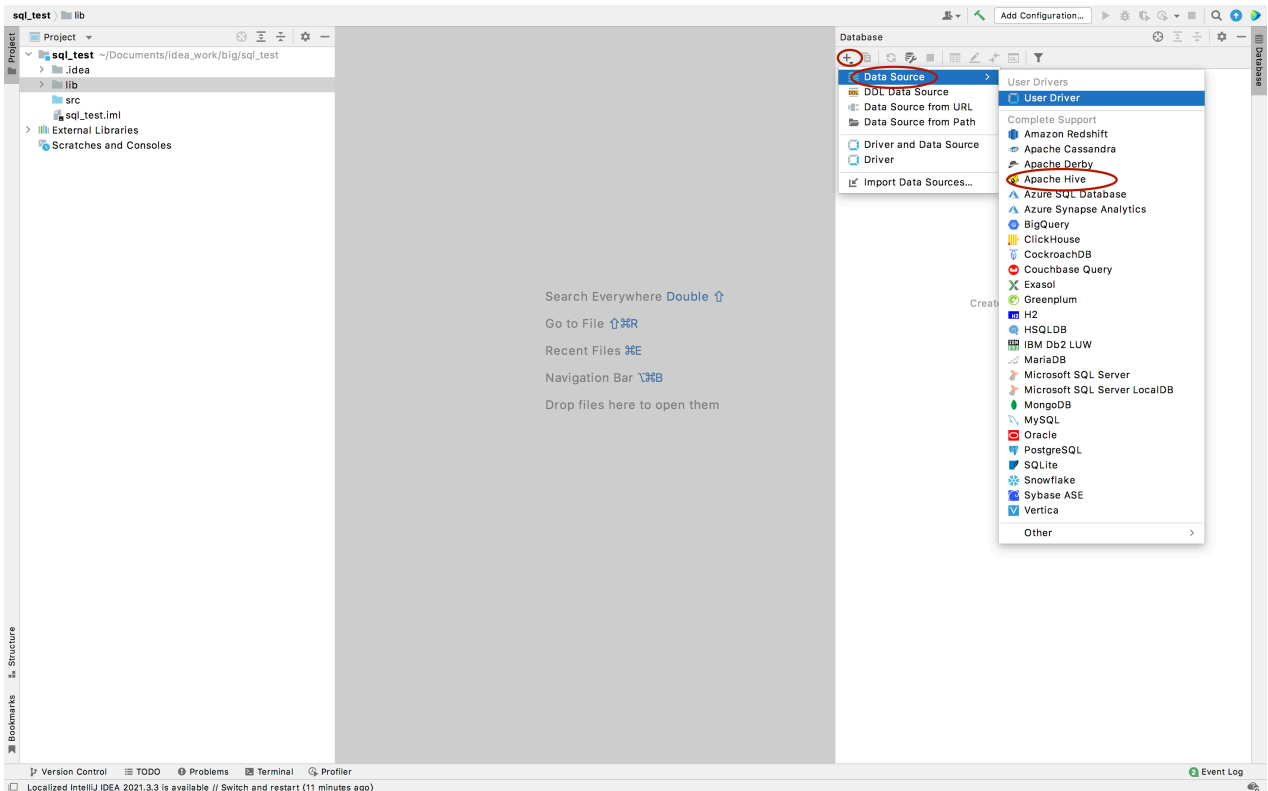 sql_test
lib
Add Configuration...
Project
Project
sql_test ~/Documents/idea_work/big/sql_test
.idea
lib
src
sql_test.iml
External Libraries
Scratches and Consoles
Search Everywhere Double ⇧
Go to File ⇧⌘R
Recent Files ⌘E
Navigation Bar ⌥⌘B
Drop files here to open them
Database
Database
Data Source
DDL Data Source
Data Source from URL
Data Source from Path
Driver and Data Source
Driver
Import Data Sources...
Create
User Drivers
User Driver
Complete Support
Amazon Redshift
Apache Cassandra
Apache Derby
Apache Hive
Azure SQL Database
Azure Synapse Analytics
BigQuery
ClickHouse
CockroachDB
Couchbase Query
Exasol
Greenplum
H2
HSQLDB
IBM Db2 LUW
MariaDB
Microsoft SQL Server
Microsoft SQL Server LocalDB
MongoDB
MySQL
Oracle
PostgreSQL
SQLite
Snowflake
Sybase ASE
Vertica
Other
Structure
Bookmarks
Version Control
TODO
Problems
Terminal
Profiler
2 Event Log
Localized IntelliJ IDEA 2021.3.3 is available // Switch and restart (11 minutes ago)